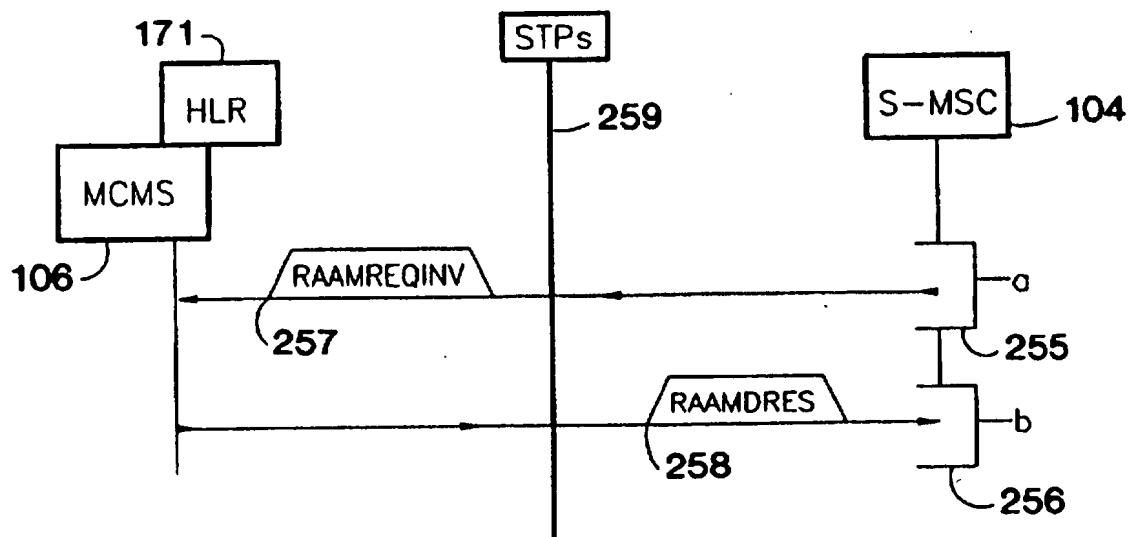 171
STPs
HLR
S-MSC
104
259
MCMS
106
RAAMREQINV
a
257
255
RAAMDRES
b
258
256